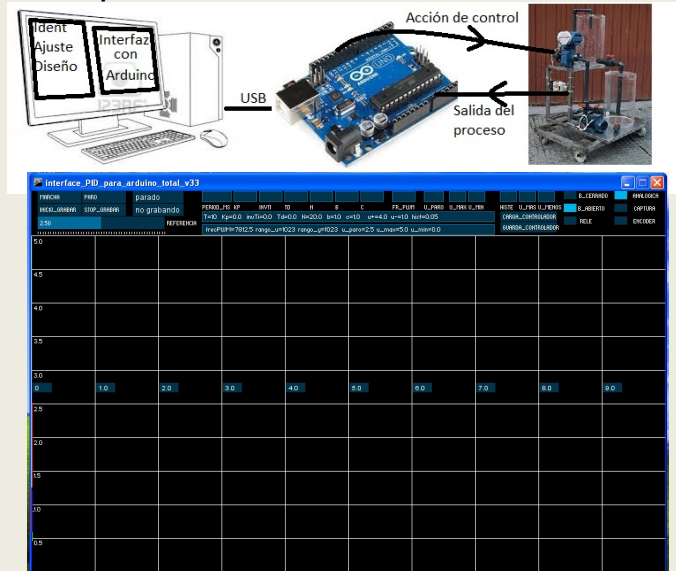 Ident
Ajuste
Diseño
Interfaz
con
Arduino
Acción de control
UNO
USB
Salida del
proceso
interface_PID_para_arduino_total_v33
MARCHA PARO parado
INICIO_GRABAR STOP_GRABAR no grabando
2.50 REFERENCIA
PERIOD_MS KP INVTI TD N B C FR_PWM U_PARO U_MAX U_MIN HISTE U_MAS U_MENOS
T=10 Kp=0.0 invTi=0.0 Td=0.0 N=20.0 b=1.0 c=1.0 u+=4.0 u-=1.0 hist=0.05
frecPWM=7812.5 rango_u=1023 rango_y=1023 u_paro=2.5 u_max=5.0 u_min=0.0
CARGA_CONTROLADOR
GUARDA_CONTROLADOR
B_CERRADO ANALOGICA
B_ABIERTO CAPTURA
RELE ENCODER
5.0
4.5
4.0
3.5
3.0
0 1.0 2.0 3.0 4.0 5.0 6.0 7.0 8.0 9.0
2.5
2.0
1.5
1.0
0.5